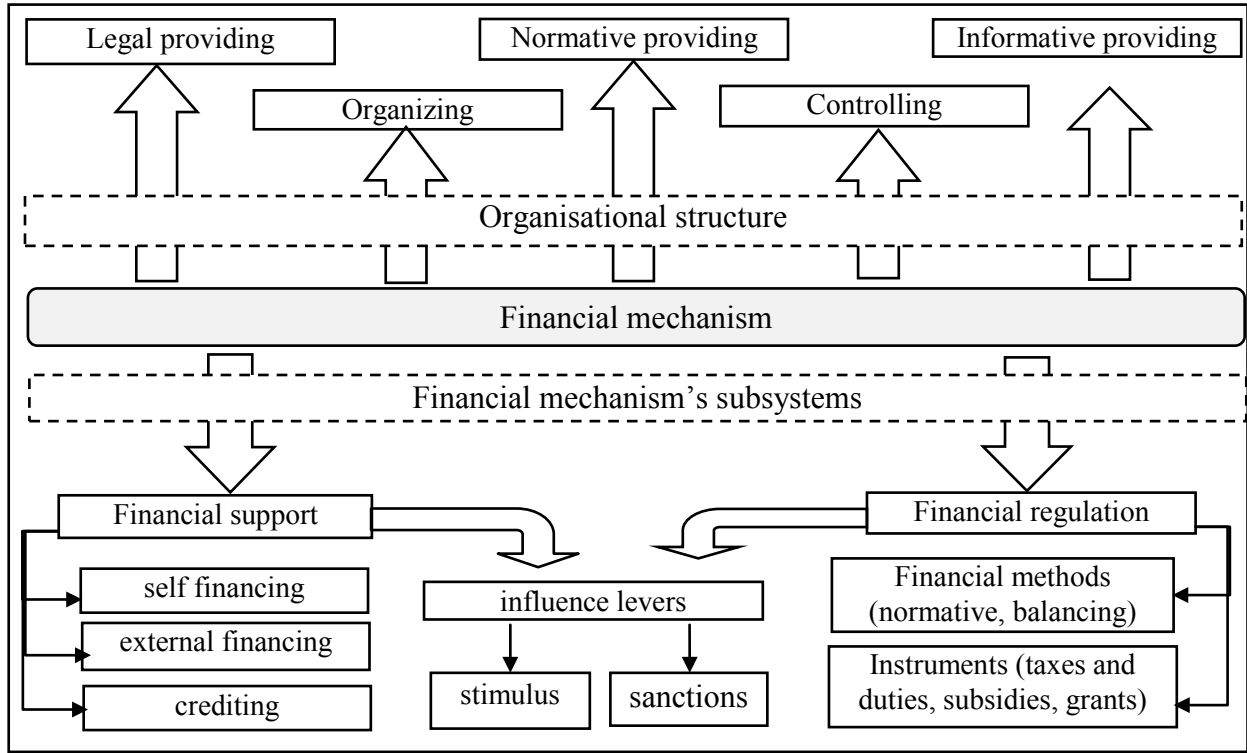 Legal providing
Normative providing
Informative providing
Organizing
Controlling
Organisational structure
Financial mechanism
Financial mechanism’s subsystems
Financial support
Financial regulation
self financing
external financing
crediting
influence levers
stimulus
sanctions
Financial methods
(normative, balancing)
Instruments (taxes and
duties, subsidies, grants)